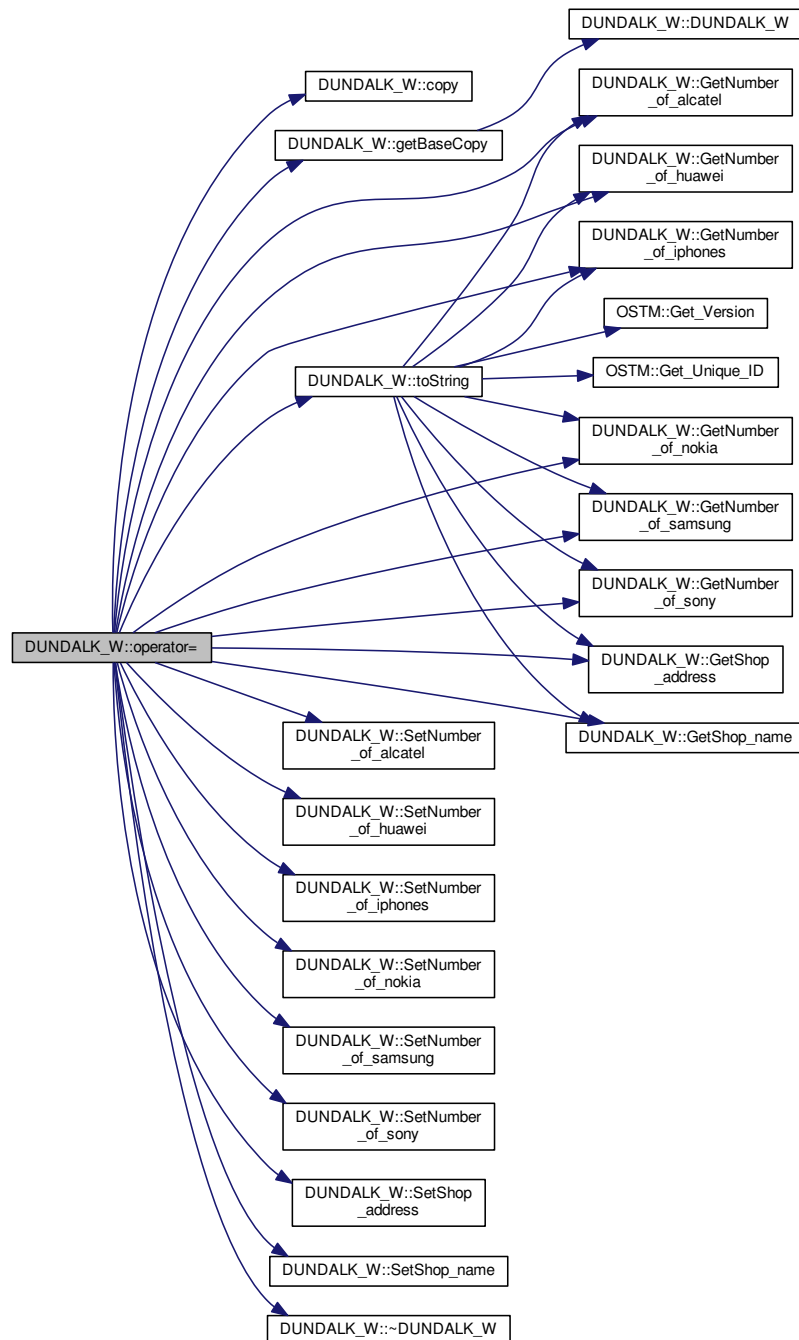 DUNDALK_W::DUNDALK_W
DUNDALK_W::copy
DUNDALK_W::GetNumber
_of_alcatel
DUNDALK_W::getBaseCopy
DUNDALK_W::GetNumber
_of_huawei
DUNDALK_W::GetNumber
_of_iphones
OSTM::Get_Version
OSTM::Get_Unique_ID
DUNDALK_W::toString
DUNDALK_W::GetNumber
_of_nokia
DUNDALK_W::GetNumber
_of_samsung
DUNDALK_W::GetNumber
_of_sony
DUNDALK_W::operator=
DUNDALK_W::GetShop
_address
DUNDALK_W::GetShop_name
DUNDALK_W::SetNumber
_of_alcatel
DUNDALK_W::SetNumber
_of_huawei
DUNDALK_W::SetNumber
_of_iphones
DUNDALK_W::SetNumber
_of_nokia
DUNDALK_W::SetNumber
_of_samsung
DUNDALK_W::SetNumber
_of_sony
DUNDALK_W::SetShop
_address
DUNDALK_W::SetShop_name
DUNDALK_W::~DUNDALK_W